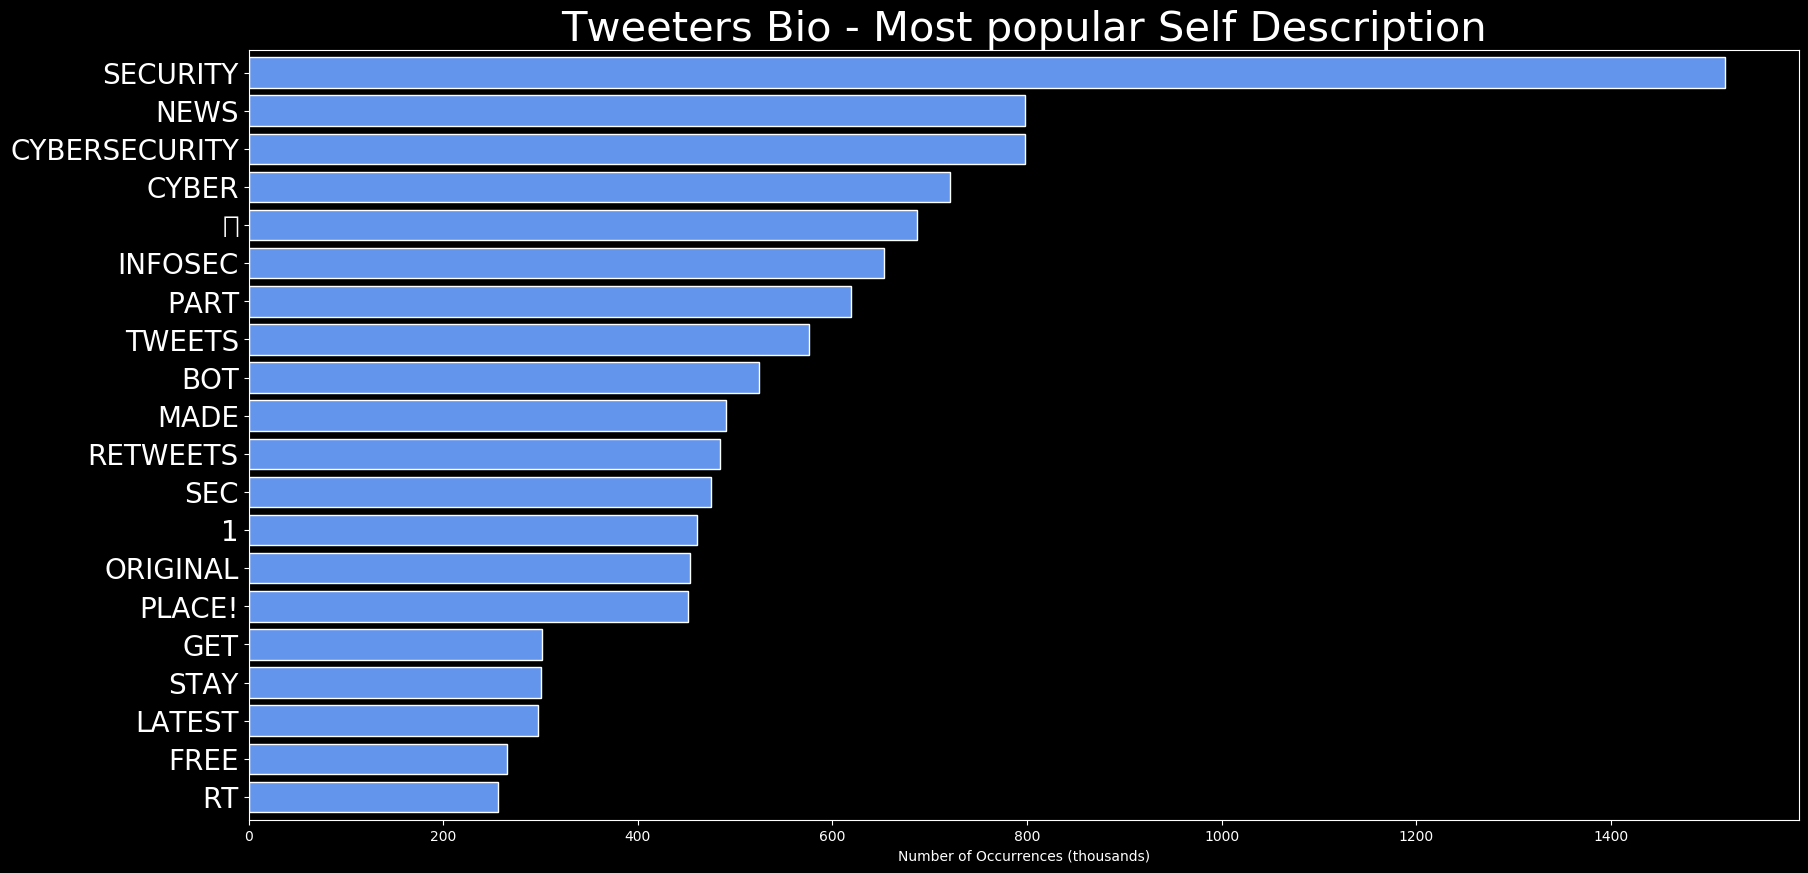 Tweeters Bio - Most popular Self Description
SECURITY
NEWS
CYBERSECURITY
CYBER
INFOSEC
PART
TWEETS
BOT
MADE
RETWEETS
SEC
1
ORIGINAL
PLACE!
GET
STAY
LATEST
FREE
RT
0 200 400 600 800 1000 1200 1400
Number of Occurrences (thousands)